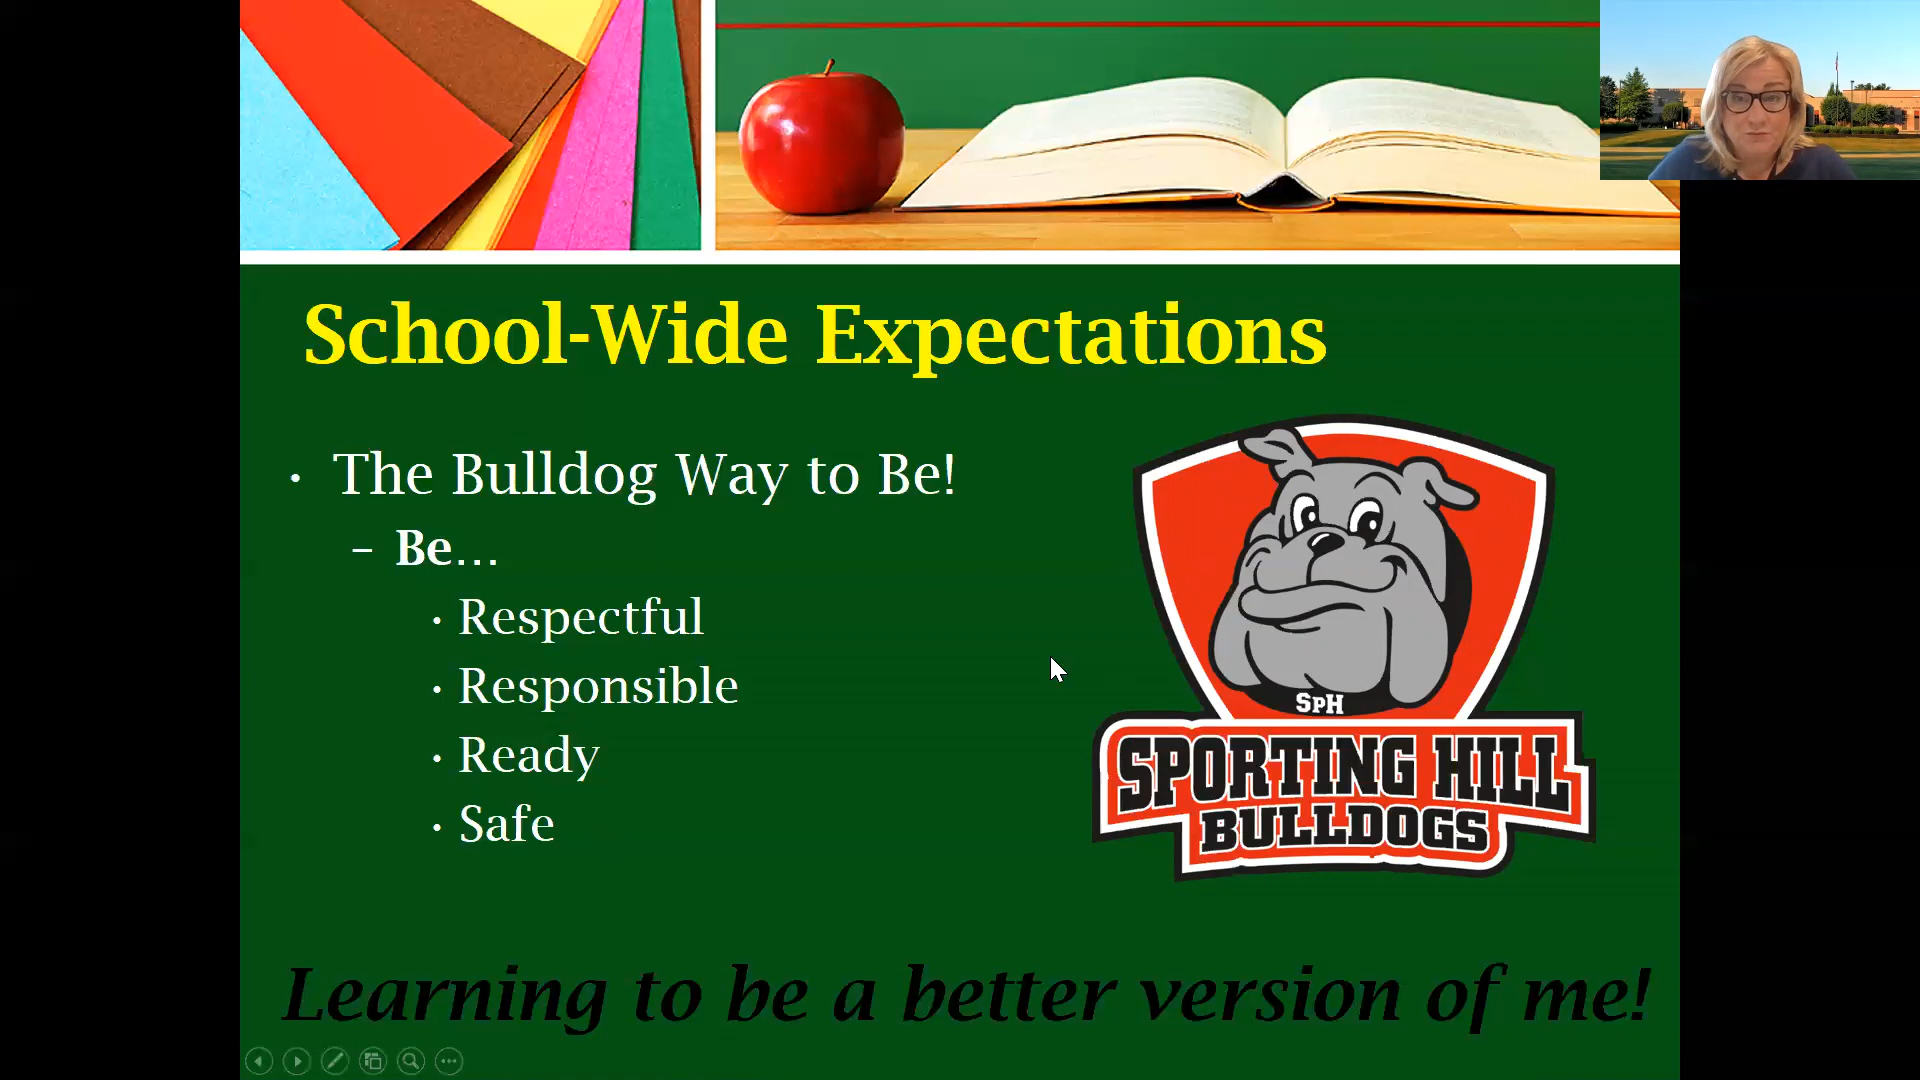 School-Wide Expectations
• The Bulldog Way to Be!
– Be...
• Respectful
• Responsible
• Ready
• Safe
SpH
SPORTING HILL
BULLDOGS
Learning to be a better version of me!